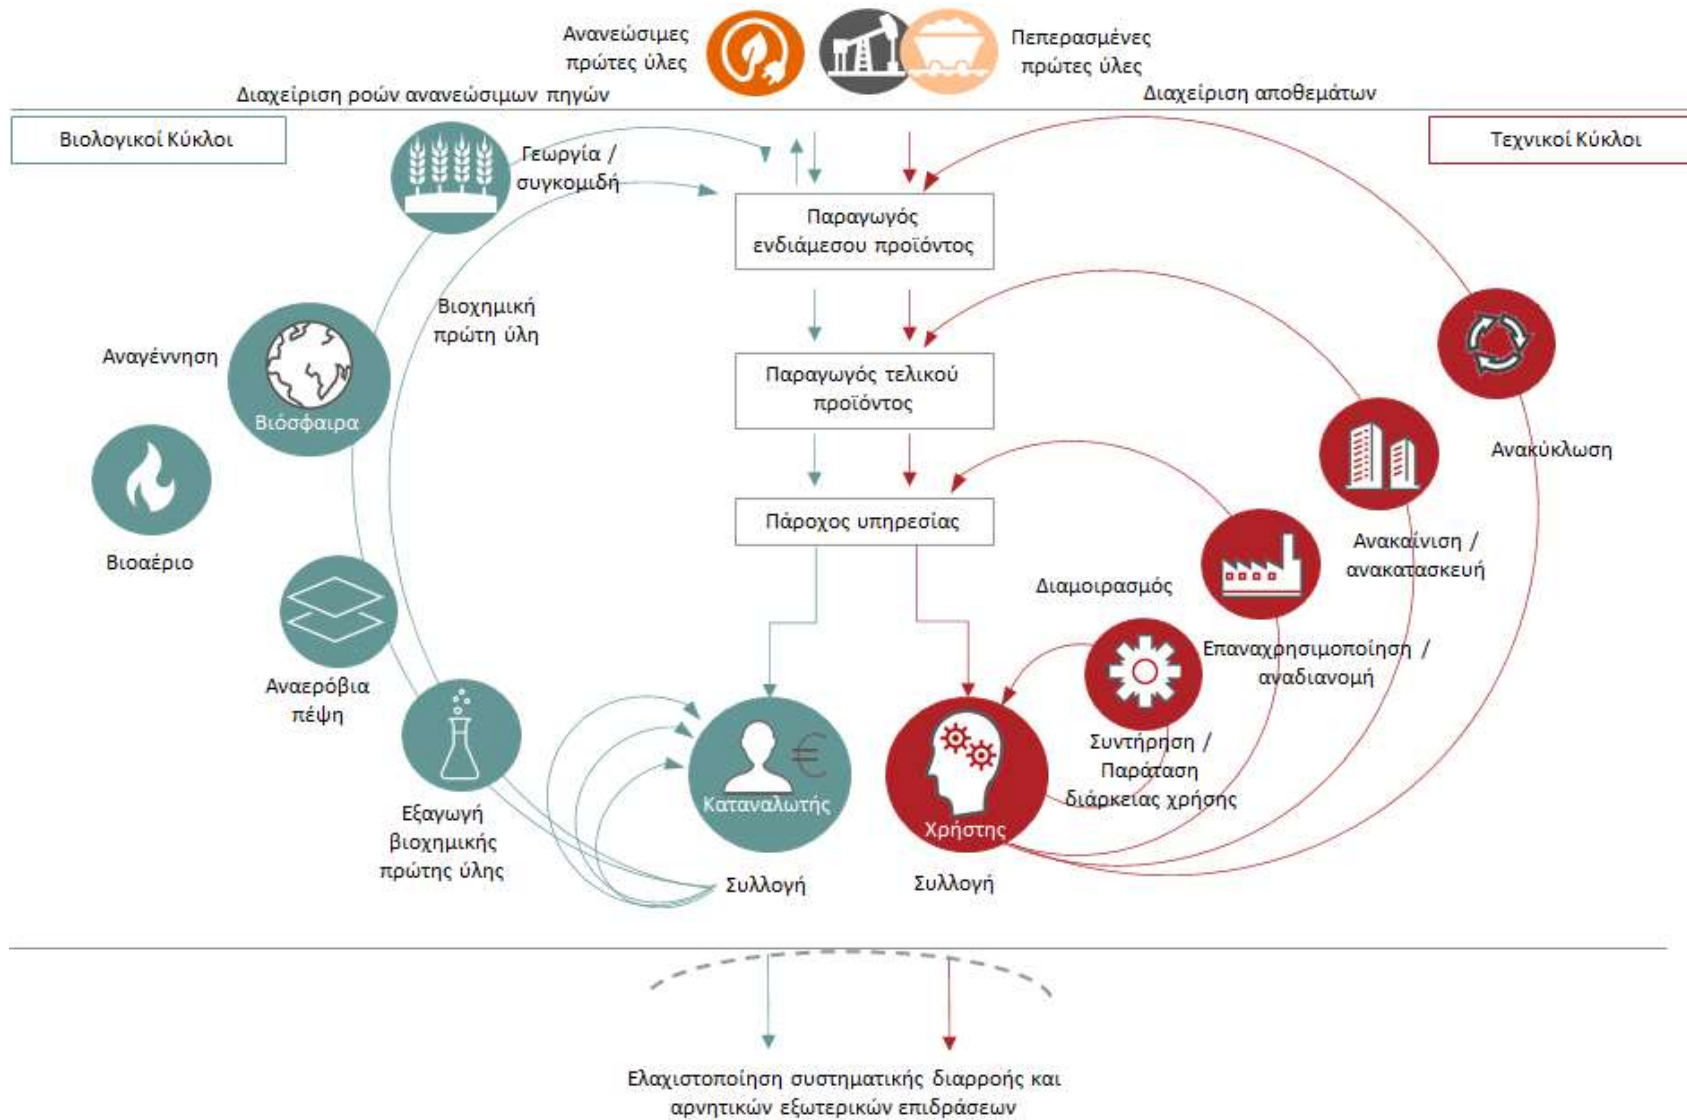 Ανανεώσιμες
πρώτες ύλες
Πεπερασμένες
πρώτες ύλες
Διαχείριση ροών ανανεώσιμων πηγών
Διαχείριση αποθεμάτων
Βιολογικοί Κύκλοι
Τεχνικοί Κύκλοι
Γεωργία /
συγκομιδή
Παραγωγός
ενδιάμεσου προϊόντος
Βιοχημική
πρώτη ύλη
Αναγέννηση
Βιόσφαιρα
Παραγωγός τελικού
προϊόντος
Ανακύκλωση
Πάροχος υπηρεσίας
Βιοαέριο
Ανακαίνιση /
ανακατασκευή
Διαμοιρασμός
Επαναχρησιμοποίηση /
αναδιανομή
Αναερόβια
πέψη
Συντήρηση /
Παράταση
διάρκειας χρήσης
€
Καταναλωτής
Χρήστης
Εξαγωγή
βιοχημικής
πρώτης ύλης
Συλλογή
Συλλογή
Ελαχιστοποίηση συστηματικής διαρροής και
αρνητικών εξωτερικών επιδράσεων